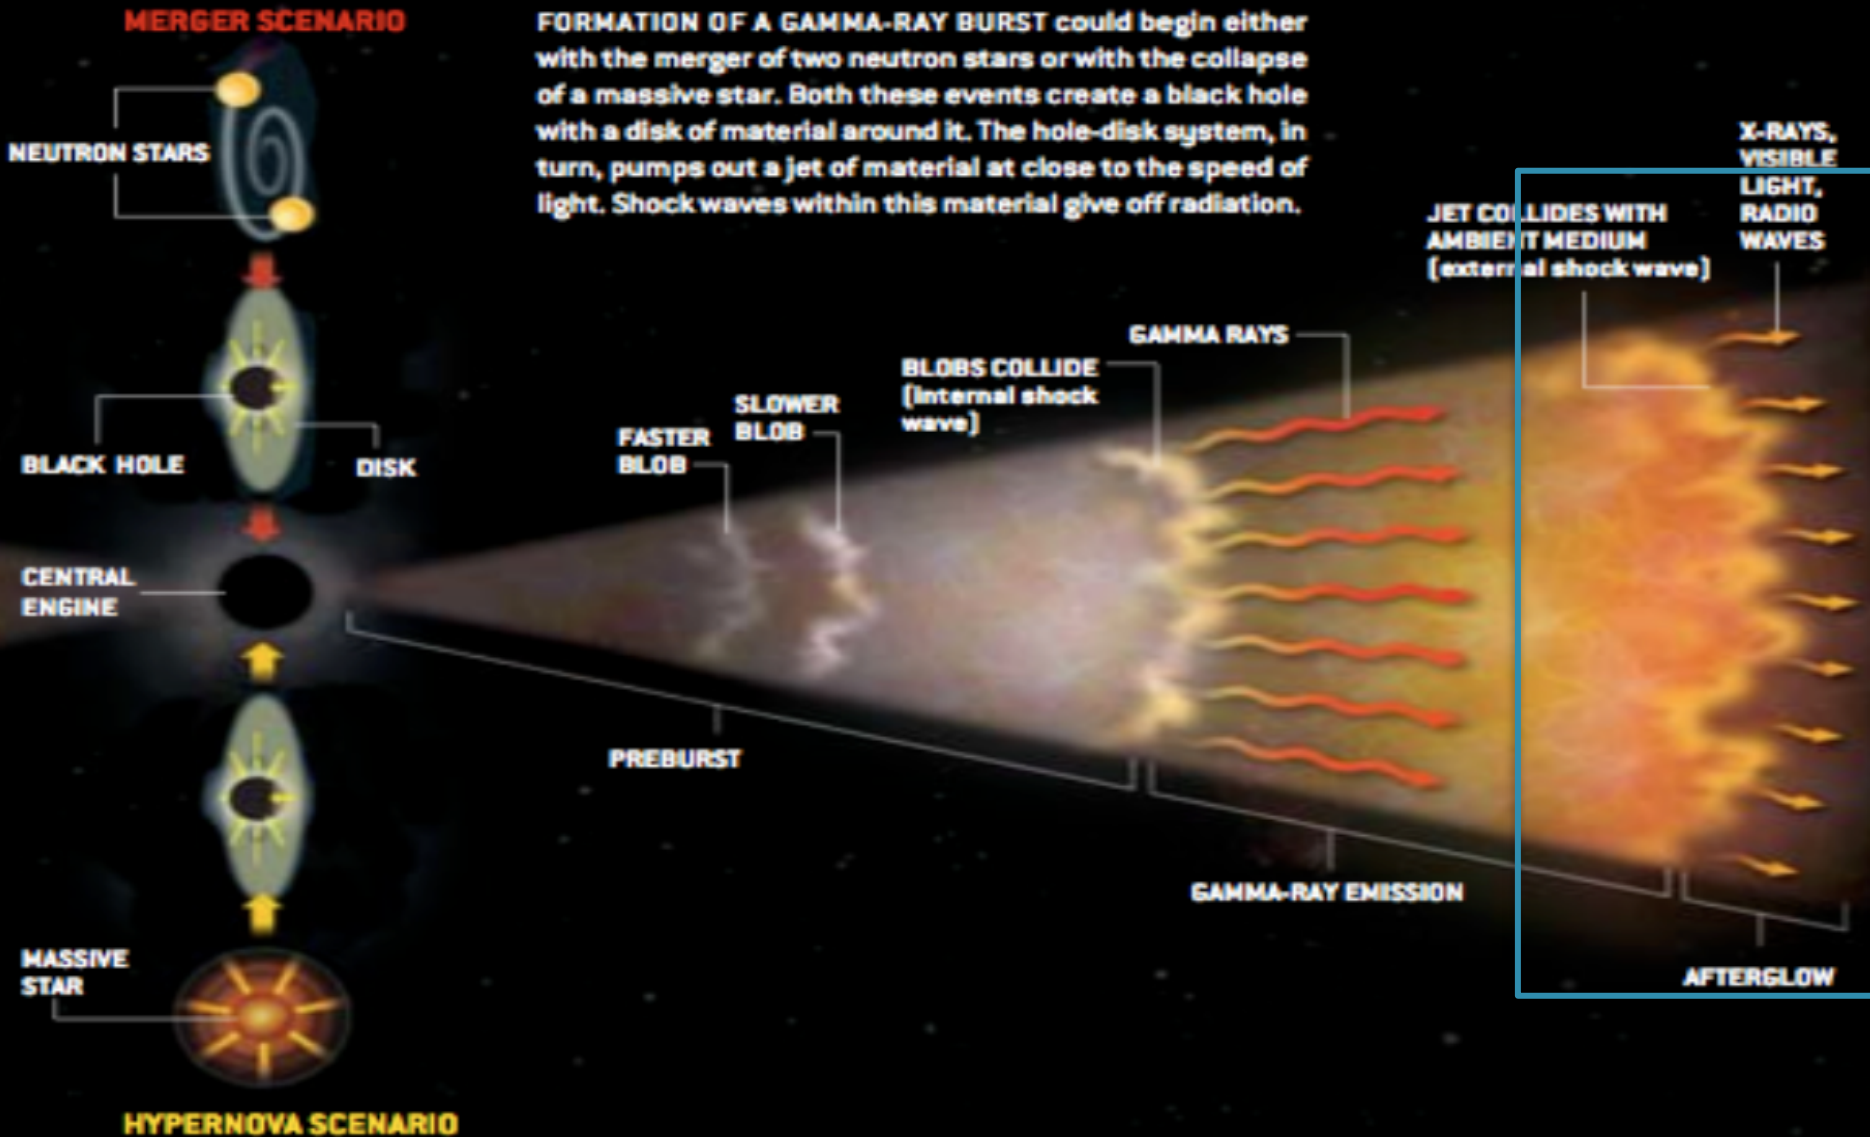 MERGER SCENARIO
NEUTRON STARS
BLACK HOLE
DISK
CENTRAL
ENGINE
MASSIVE
STAR
HYPERNOVA SCENARIO
FORMATION OF A GAMMA-RAY BURST could begin either
with the merger of two neutron stars or with the collapse
of a massive star. Both these events create a black hole
with a disk of material around it. The hole-disk system, in
turn, pumps out a jet of material at close to the speed of
light. Shock waves within this material give off radiation.
FASTER
BLOB
SLOWER
BLOB
BLOBS COLLIDE
(internal shock
wave)
GAMMA RAYS
JET COLLIDES WITH
AMBIENT MEDIUM
(external shock wave)
X-RAYS,
VISIBLE
LIGHT,
RADIO
WAVES
PREBURST
GAMMA-RAY EMISSION
AFTERGLOW